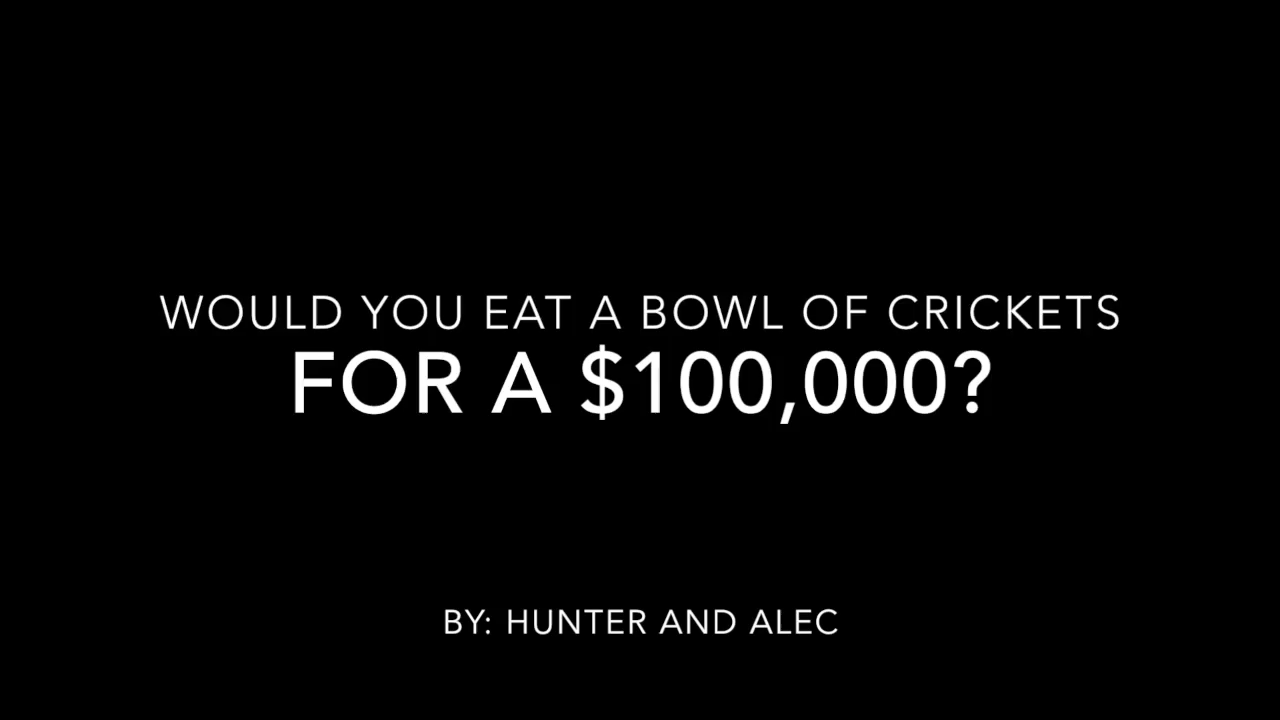 WOULD YOU EAT A BOWL OF CRICKETS
FOR A $100,000?
BY: HUNTER AND ALEC